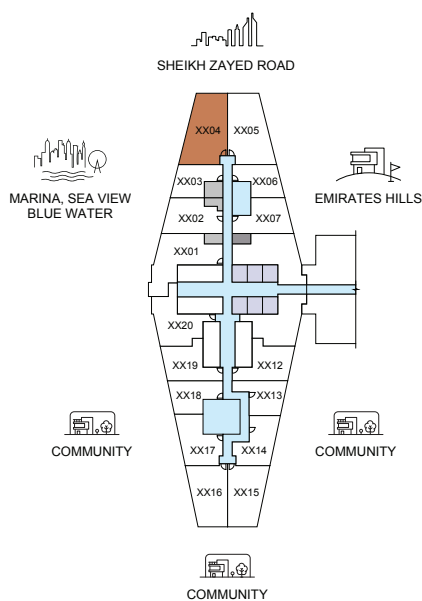 SHEIKH ZAYED ROAD
XX04
XX05
MARINA, SEA VIEW
BLUE WATER
EMIRATES HILLS
XX03
XX06
XX02
XX07
XX01
XX20
XX19
XX12
XX18
XX13
COMMUNITY
COMMUNITY
XX17
XX14
XX16
XX15
COMMUNITY